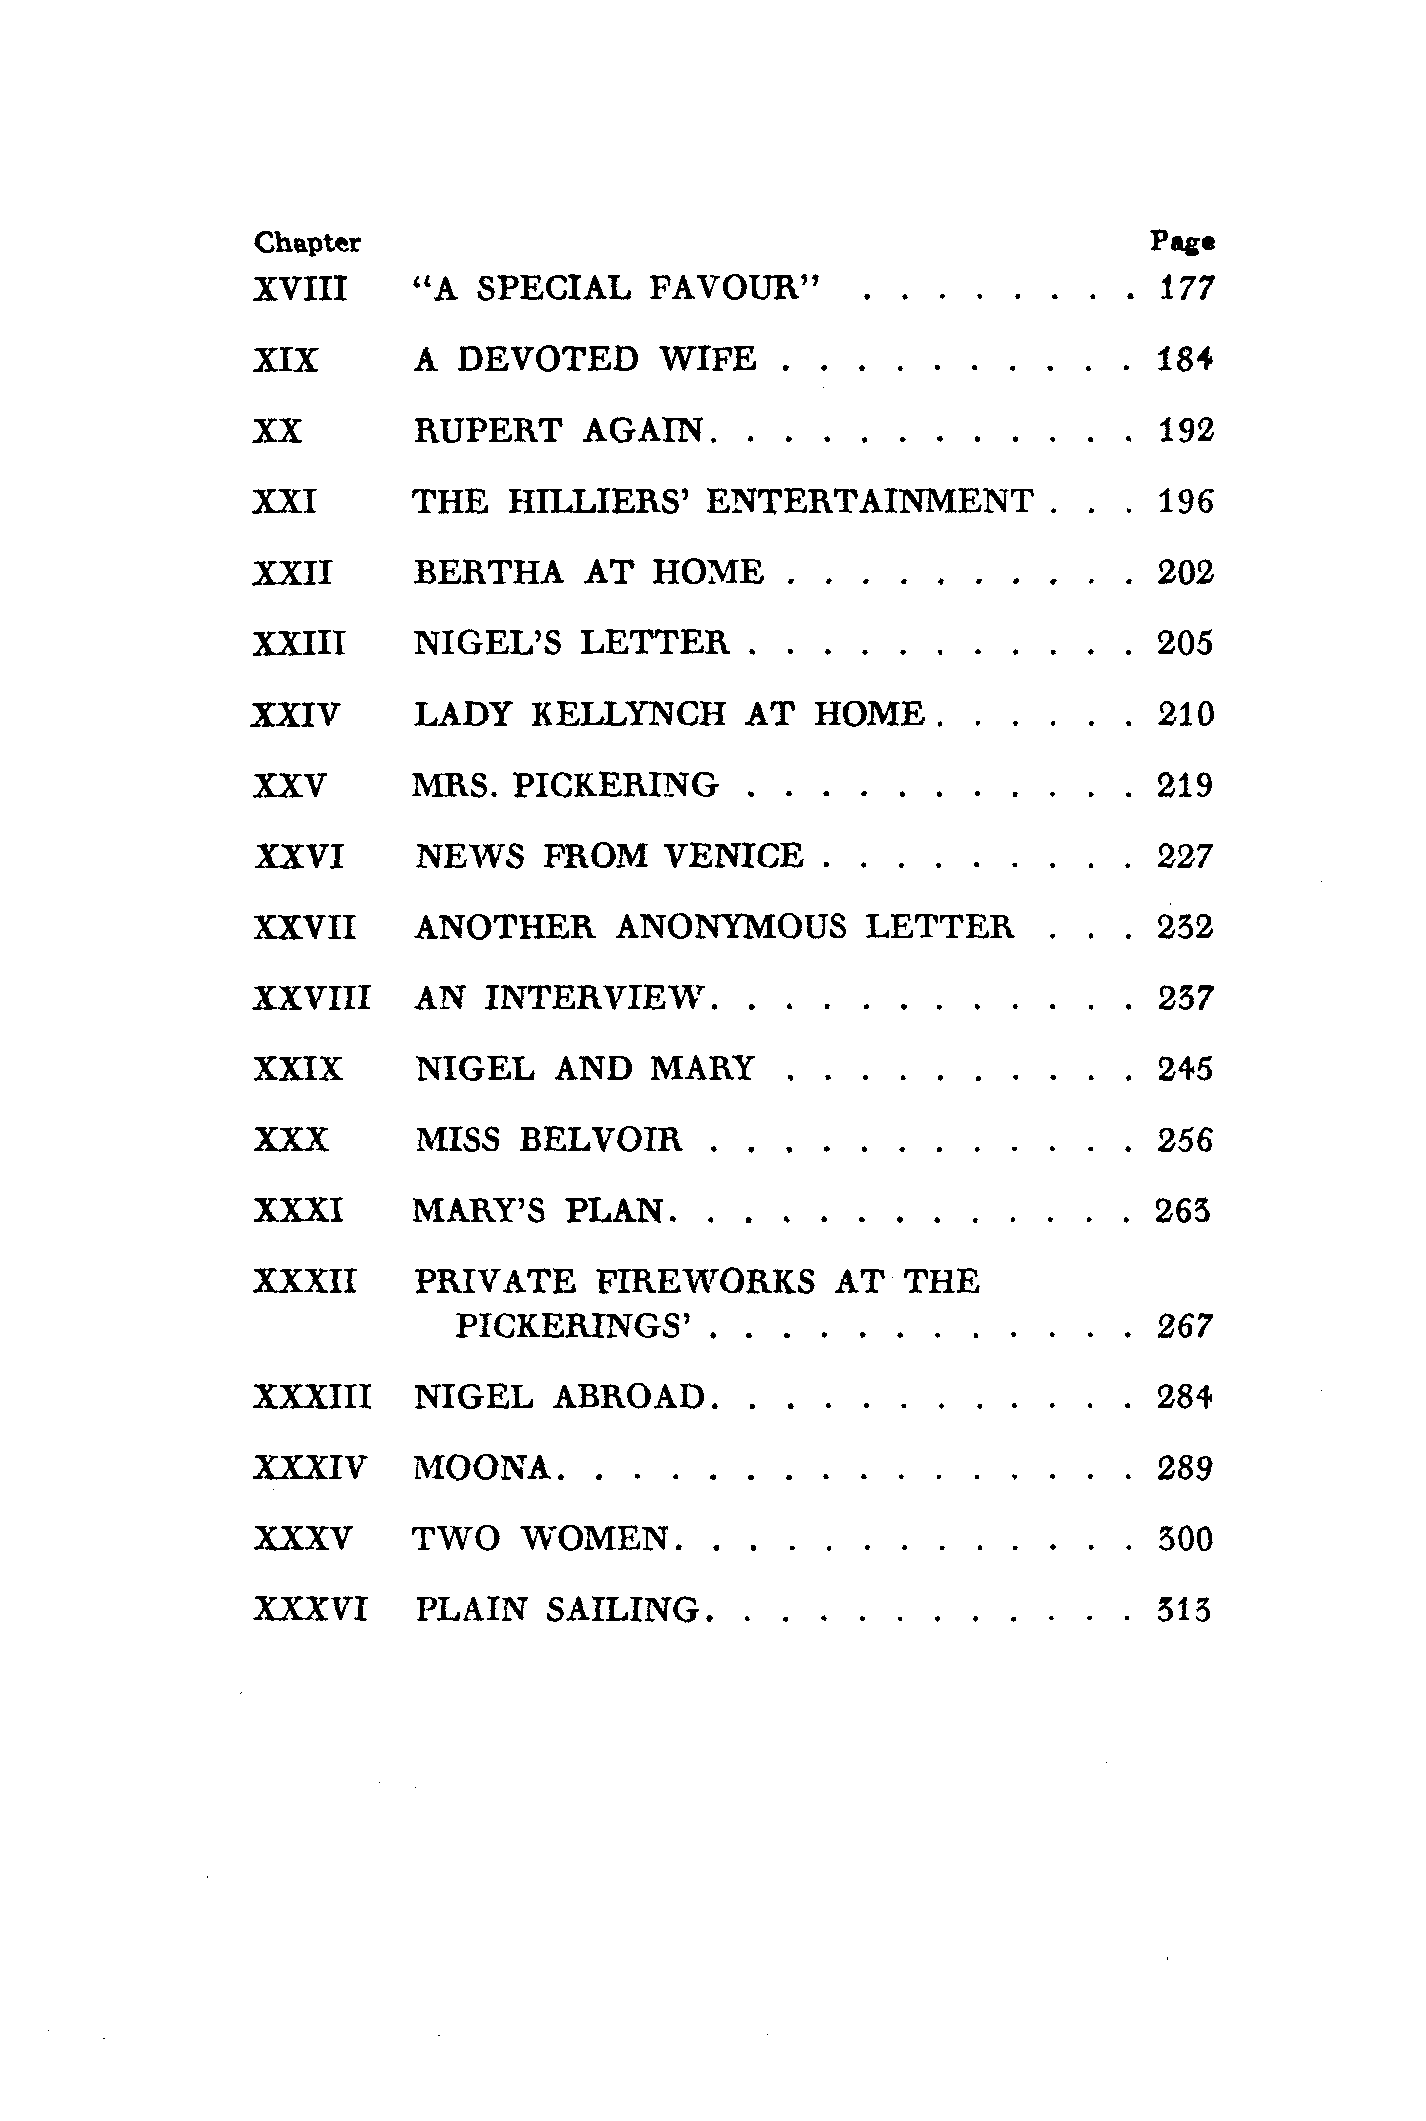 Chapter Page
XVIII "A SPECIAL FAVOUR" . . . . . . . . 177
XIX A DEVOTED WIFE . . . . . . . . . . 184
XX RUPERT AGAIN. . . . . . . . . . . . 192
XXI THE HILLIERS' ENTERTAINMENT . . . 196
XXII BERTHA AT HOME . . . . . . . . . . 202
XXIII NIGEL'S LETTER . . . . . . . . . . . 205
XXIV LADY KELLYNCH AT HOME. . . . . . 210
XXV MRS. PICKERING . . . . . . . . . . . 219
XXVI NEWS FROM VENICE . . . . . . . . . 227
XXVII ANOTHER ANONYMOUS LETTER . . . 232
XXVIII AN INTERVIEW. . . . . . . . . . . . 237
XXIX NIGEL AND MARY . . . . . . . . . . 245
XXX MISS BELVOIR . . . . . . . . . . . . 256
XXXI MARY'S PLAN. . . . . . . . . . . . . 263
XXXII PRIVATE FIREWORKS AT THE
PICKERINGS' . . . . . . . . . . . . 267
XXXIII NIGEL ABROAD. . . . . . . . . . . . 284
XXXIV MOONA. . . . . . . . . . . . . . . . 289
XXXV TWO WOMEN. . . . . . . . . . . . . 300
XXXVI PLAIN SAILING. . . . . . . . . . . . 313